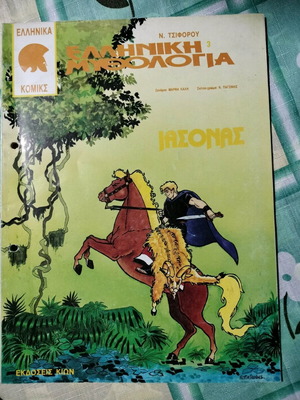 ΕΛΛΗΝΙΚΑ
ΚΟΜΙΚΣ
Ν. ΤΣΙΦΟΡΟΥ
ΕΛΛΗΝΙΚΗ
ΜΥΘΟΛΟΓΙΑ
ΙΑΣΟΝΑΣ
ΕΚΔΟΣΕΙΣ ΚΙΩΝ